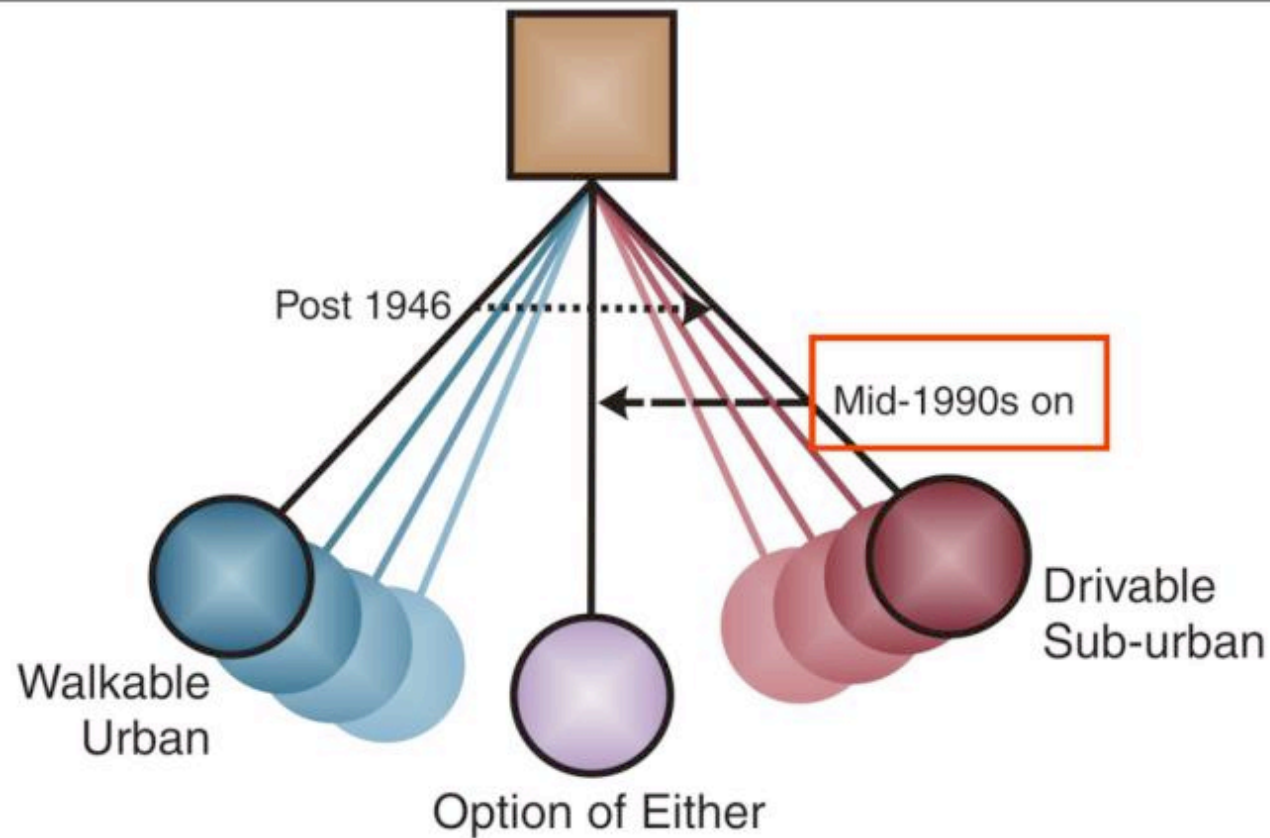 Post 1946
Mid-1990s on
Walkable
Urban
Drivable
Sub-urban
Option of Either